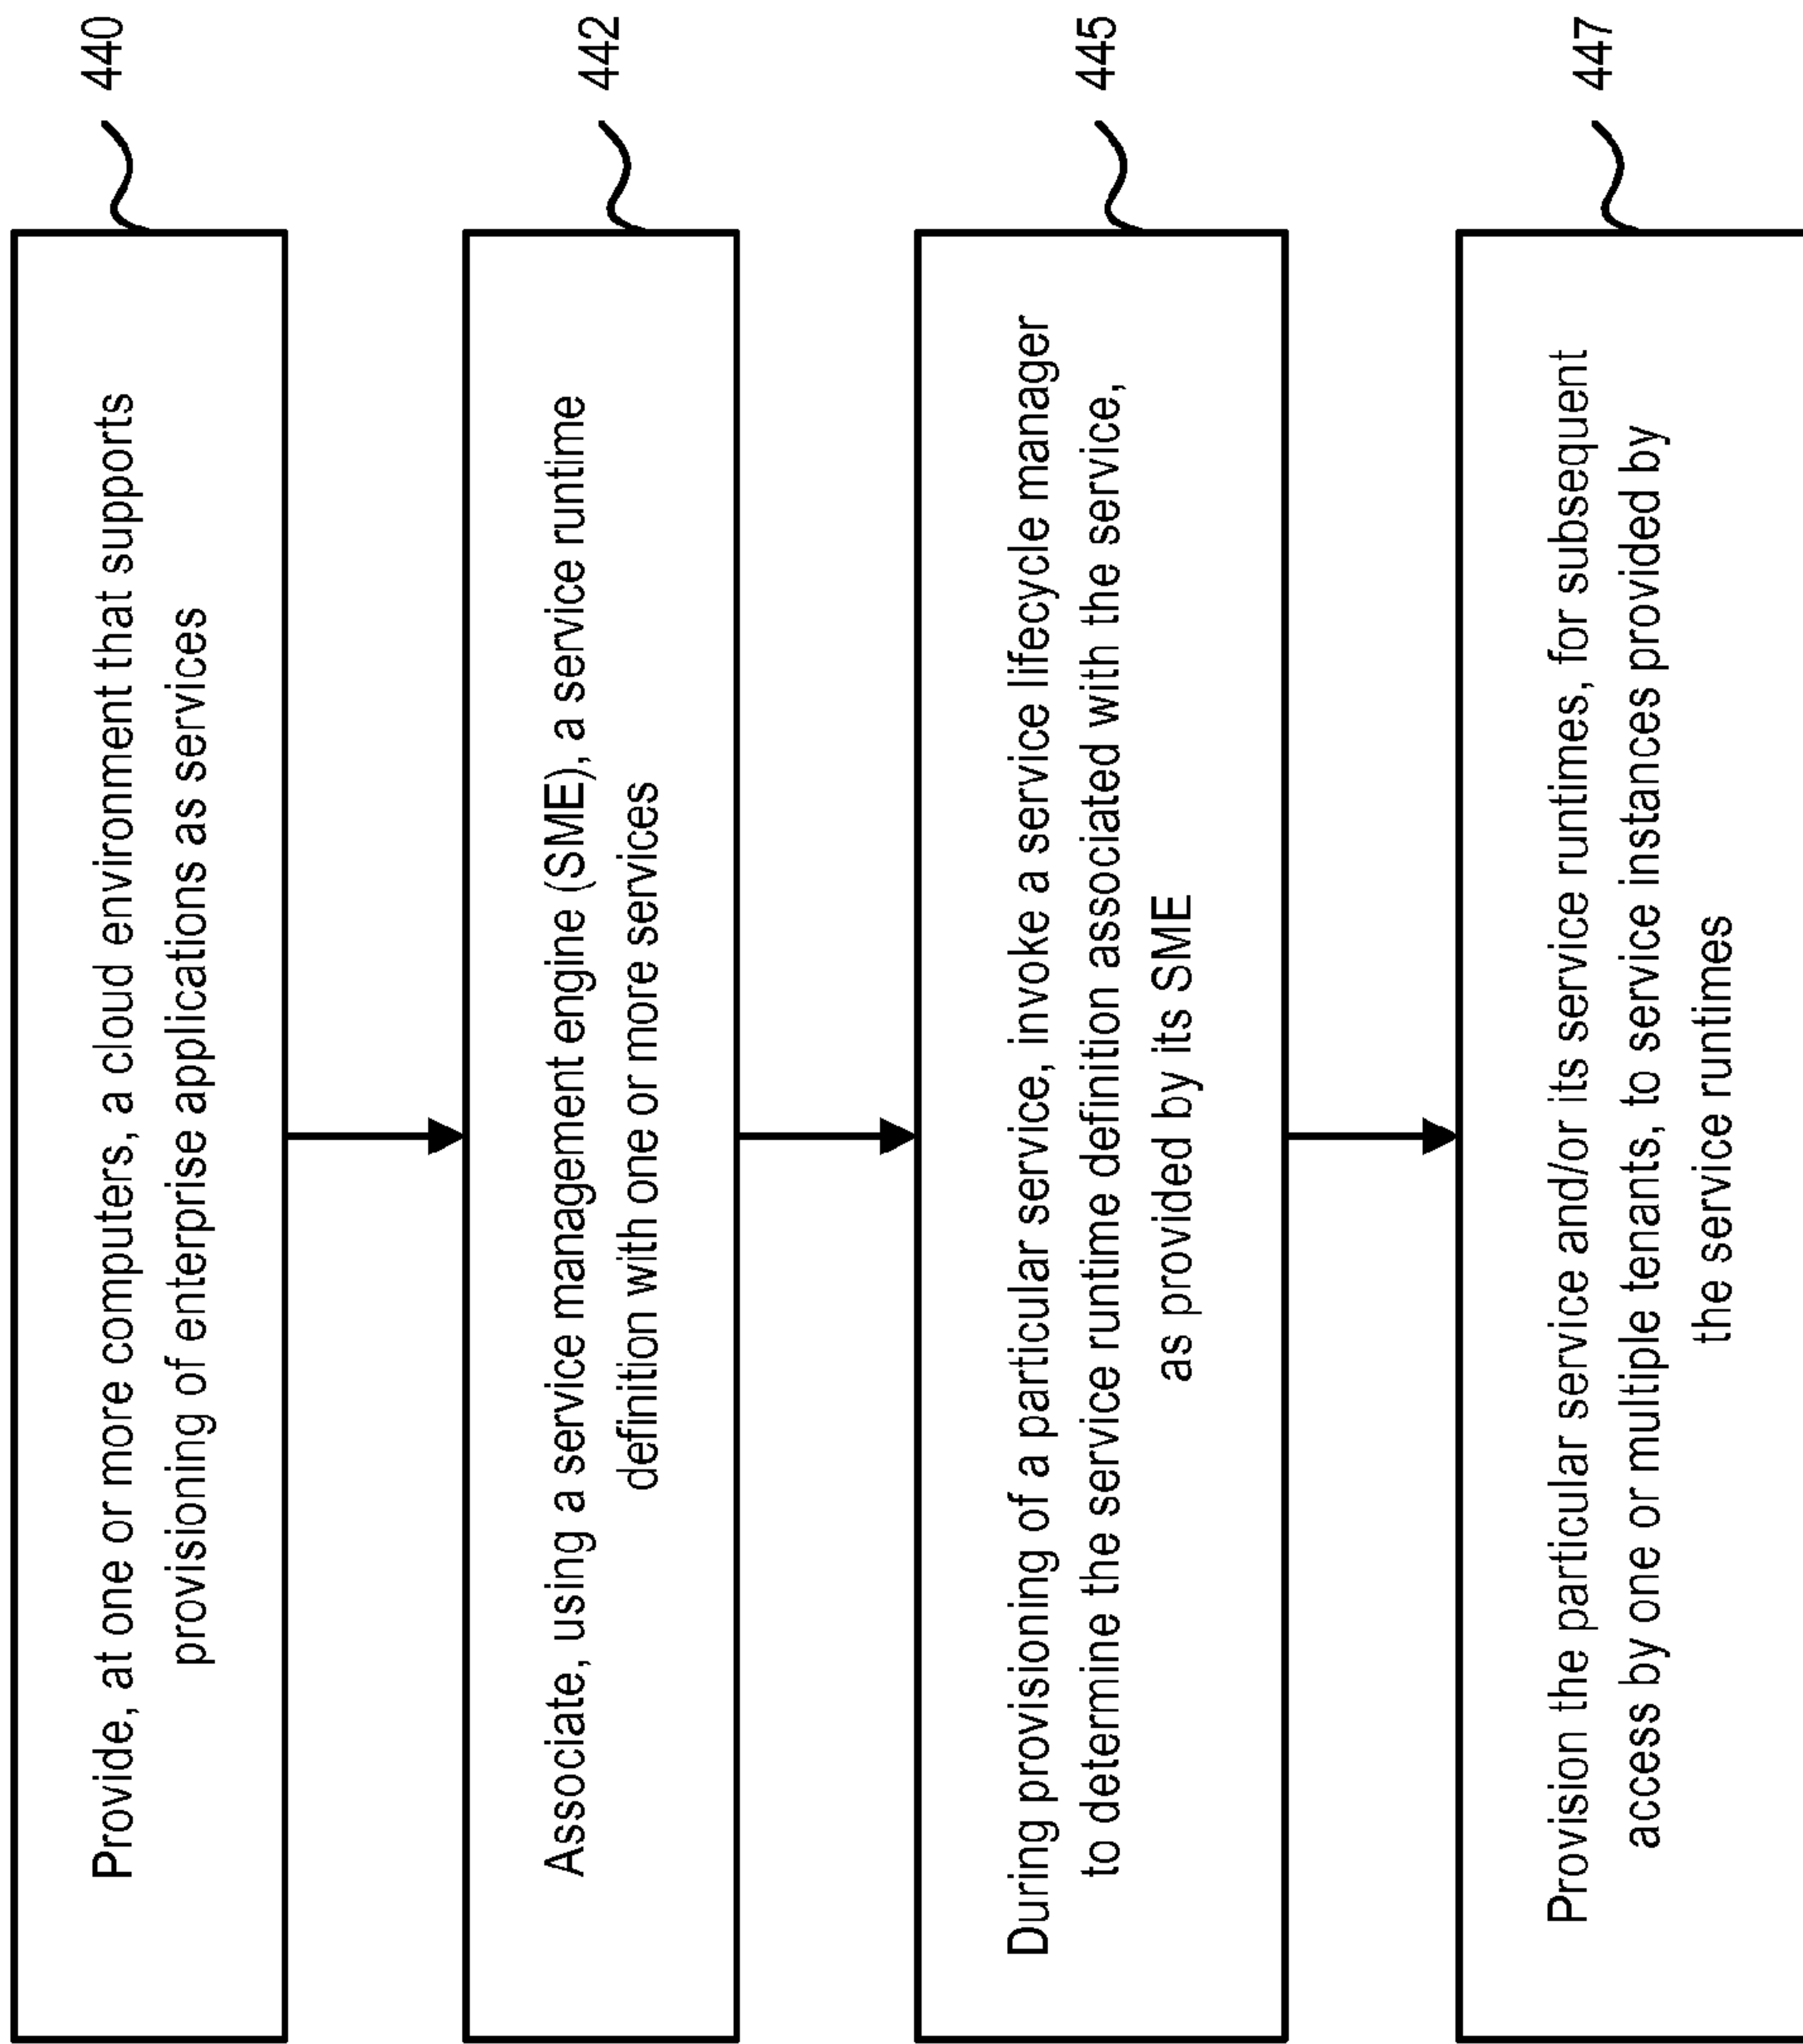 Provide, at one or more computers, a cloud environment that supports
provisioning of enterprise applications as services
440
Associate, using a service management engine (SME), a service runtime
definition with one or more services
442
During provisioning of a particular service, invoke a service lifecycle manager
to determine the service runtime definition associated with the service,
as provided by its SME
445
Provision the particular service and/or its service runtimes, for subsequent
access by one or multiple tenants, to service instances provided by
the service runtimes
447